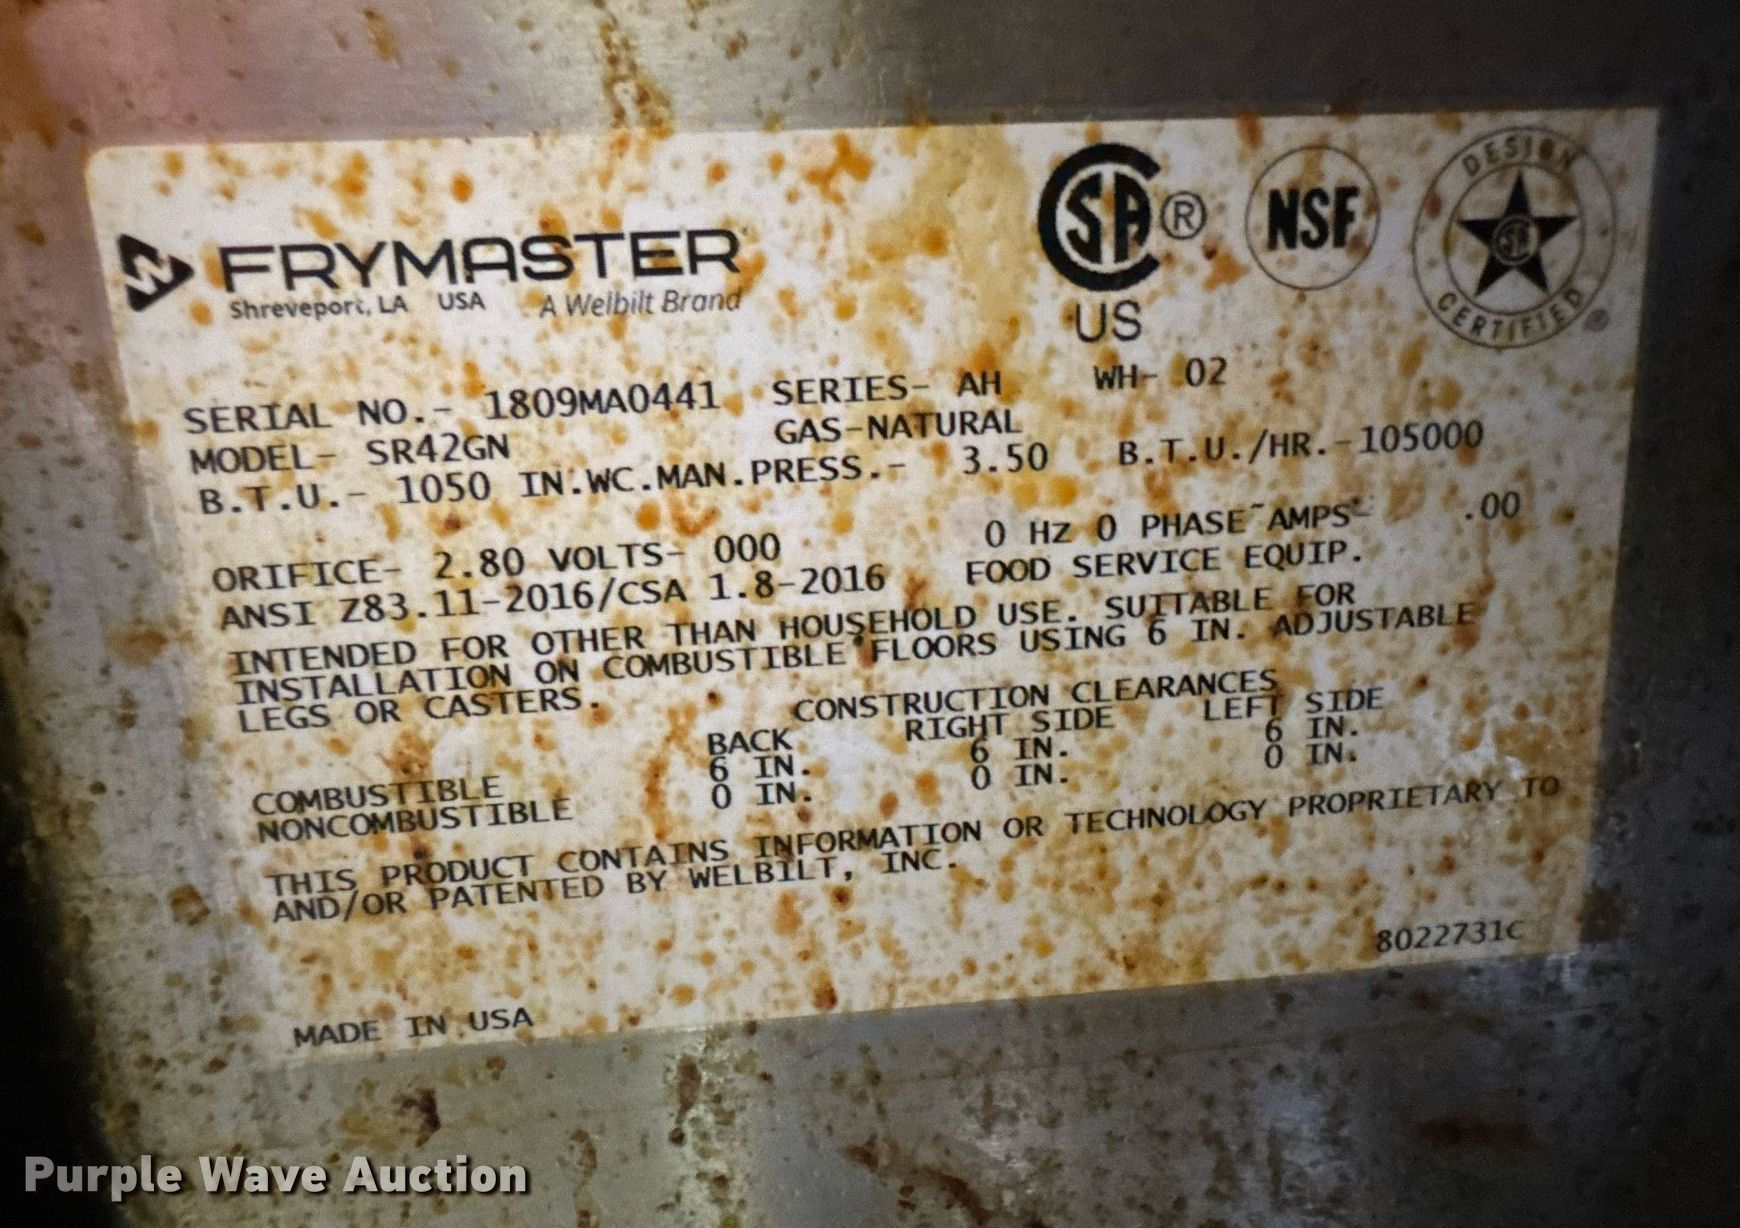 FRYMASTER
Shreveport, LA USA A Welbilt Brand
CSA ® US
NSF
DESIGN CERTIFIED ®
SERIAL NO.- 1809MA0441 SERIES- AH WH- 02
MODEL- SR42GN GAS-NATURAL
B.T.U.- 1050 IN.WC.MAN.PRESS.- 3.50 B.T.U./HR.-105000
ORIFICE- 2.80 VOLTS- 000 0 HZ 0 PHASE AMPS- .00
ANSI Z83.11-2016/CSA 1.8-2016 FOOD SERVICE EQUIP.
INTENDED FOR OTHER THAN HOUSEHOLD USE. SUITABLE FOR
INSTALLATION ON COMBUSTIBLE FLOORS USING 6 IN. ADJUSTABLE
LEGS OR CASTERS.
CONSTRUCTION CLEARANCES
BACK RIGHT SIDE LEFT SIDE
COMBUSTIBLE 6 IN. 6 IN. 6 IN.
NONCOMBUSTIBLE 0 IN. 0 IN. 0 IN.
THIS PRODUCT CONTAINS INFORMATION OR TECHNOLOGY PROPRIETARY TO
AND/OR PATENTED BY WELBILT, INC.
8022731C
MADE IN USA
Purple Wave Auction